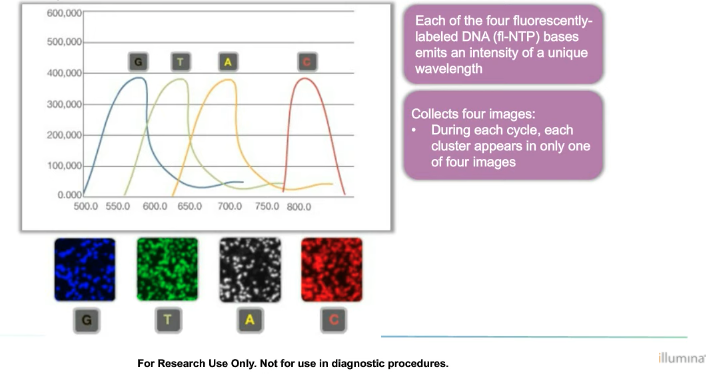 600,000
500,000
400,000
300,000
200,000
100,000
0.000
G T A C
500.0 550.0 600.0 650.0 700.0 750.0 800.0
Each of the four fluorescently-
labeled DNA (fl-NTP) bases
emits an intensity of a unique
wavelength
Collects four images:
• During each cycle, each
cluster appears in only one
of four images
G T A C
For Research Use Only. Not for use in diagnostic procedures.
illumina®